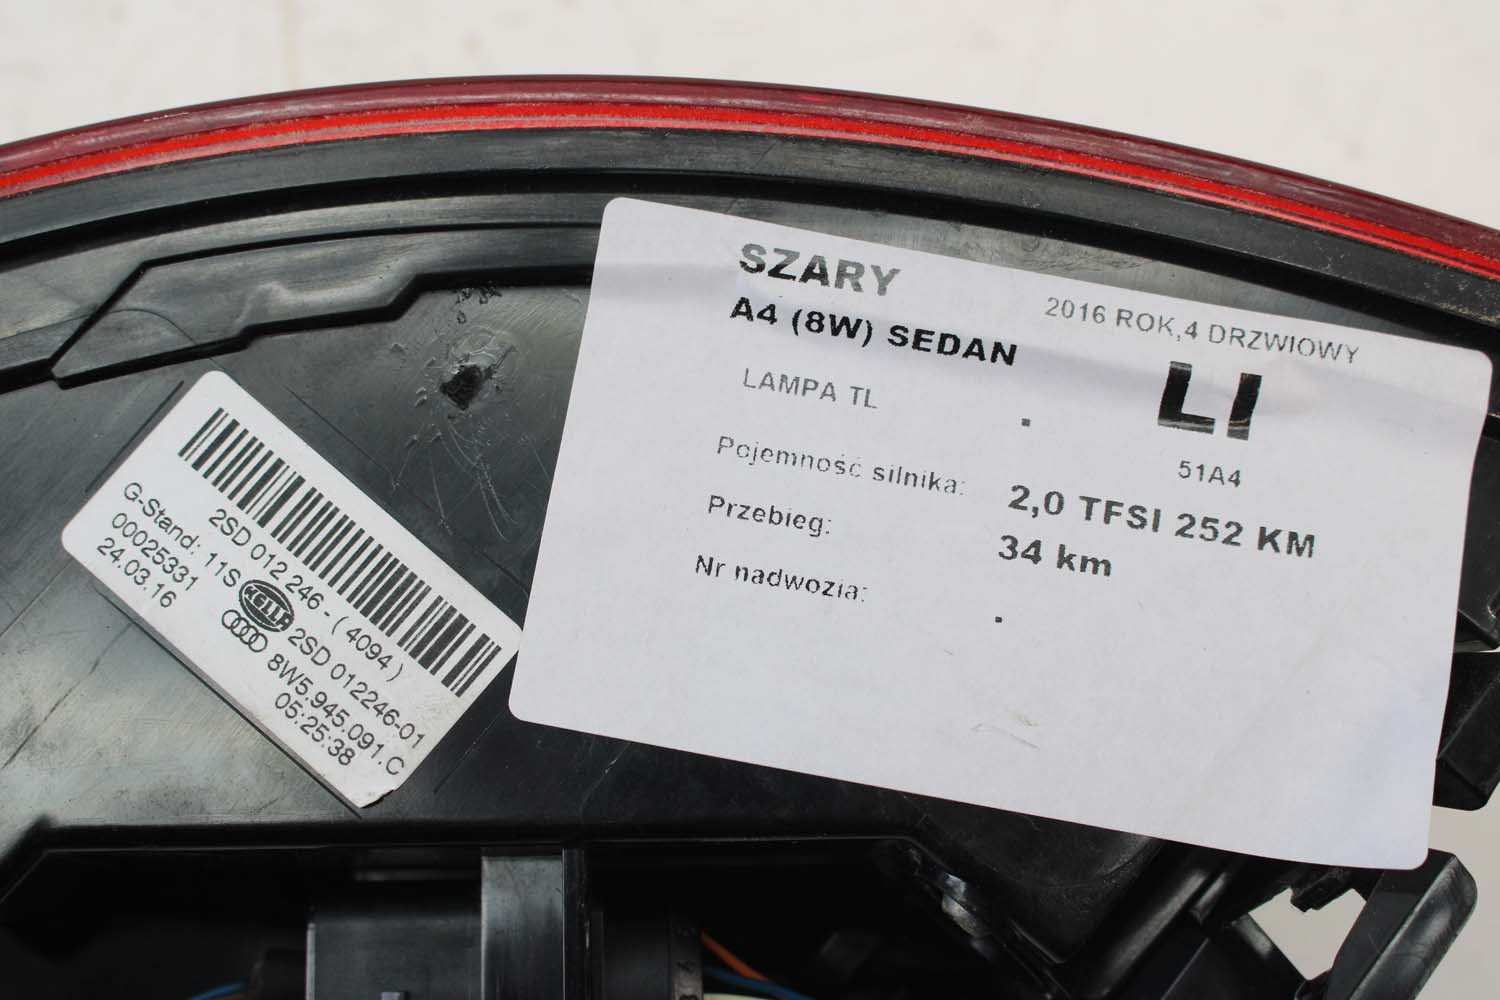 SZARY
2016 ROK,4 DRZWIOWY
A4 (8W) SEDAN
LI
LAMPA TL .
51A4
Pojemność silnika: 2,0 TFSI 252 KM
Przebieg: 34 km
Nr nadwozia: .
2SD 012 246 - ( 4094 )
G-Stand: 11S HELLA 2SD 012246-01
00025331 8W5.945.091.C
24.03.16 05:25:38